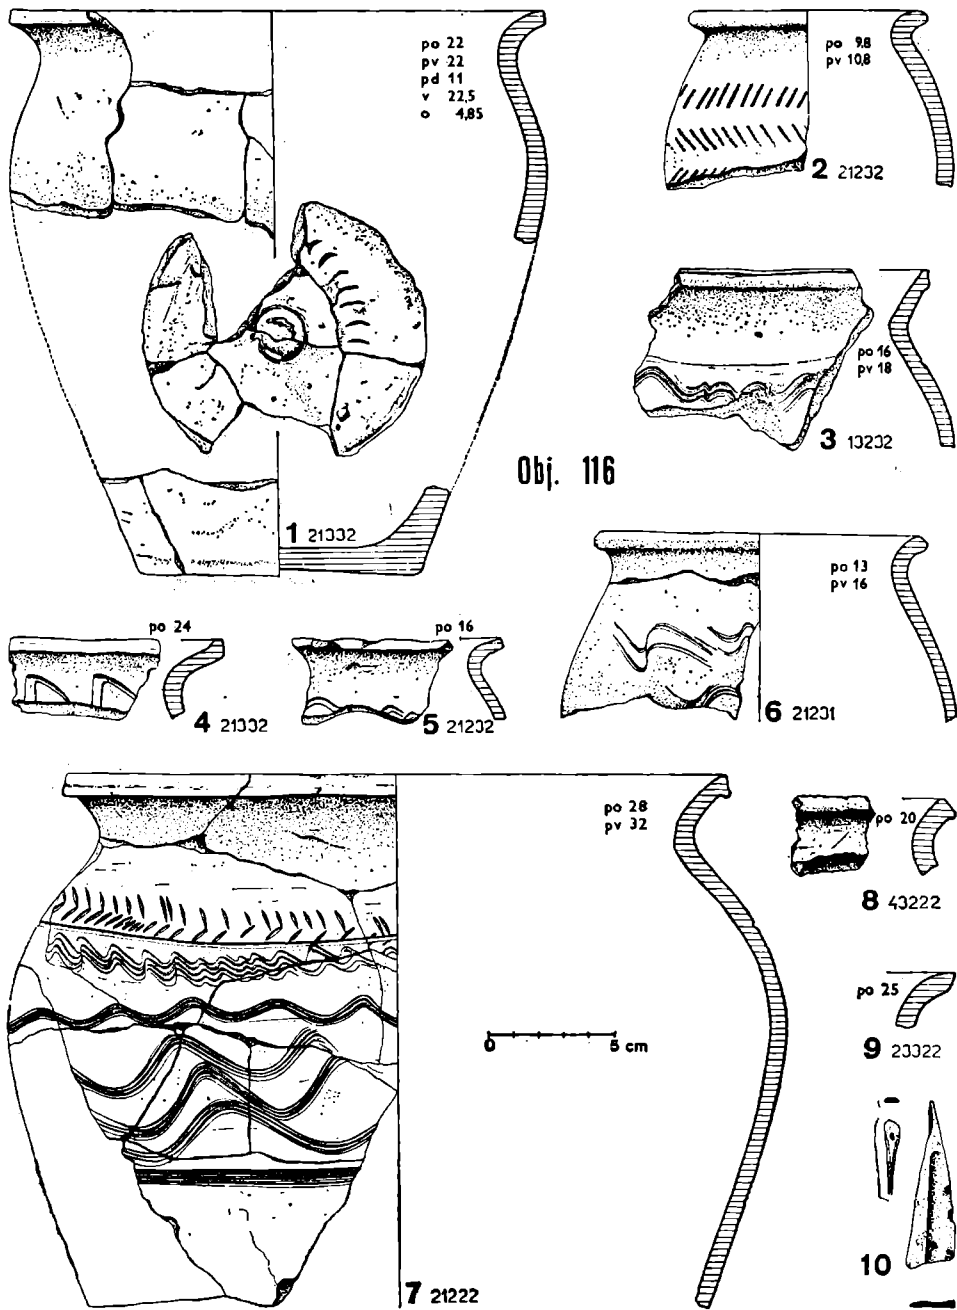 po 22
pv 22
pd 11
v 22,5
o 4,85
po 9,8
pv 10,8
2 21232
po 16
pv 18
3 13232
Obj. 116
1 21332
po 13
pv 16
po 24
po 16
4 21332
5 21232
6 21231
po 28
pv 32
po 20
8 43222
po 25
0 5 cm
9 23322
10
7 21222